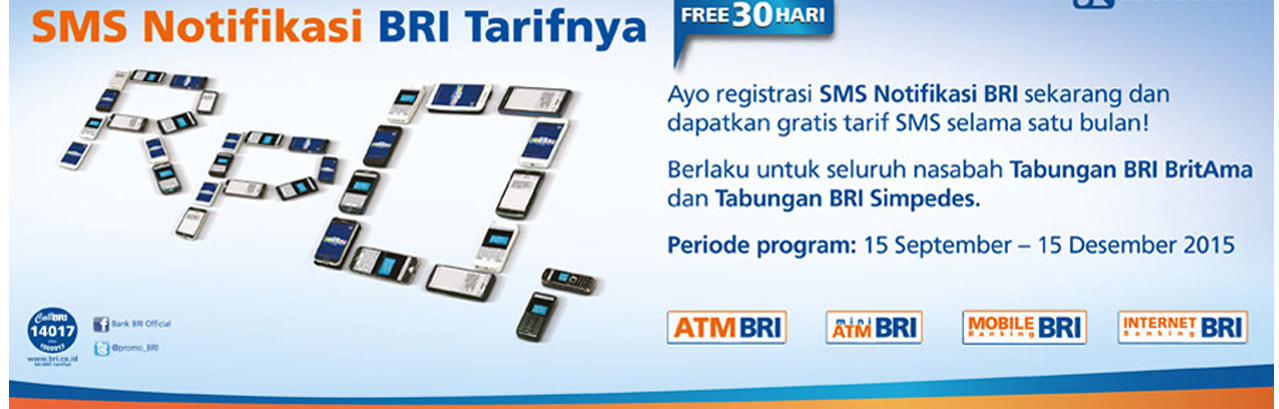 SMS Notifikasi BRI Tarifnya
FREE 30 HARI
Rp0,
Ayo registrasi SMS Notifikasi BRI sekarang dan
dapatkan gratis tarif SMS selama satu bulan!
Berlaku untuk seluruh nasabah Tabungan BRI BritAma
dan Tabungan BRI Simpedes.
Periode program: 15 September – 15 Desember 2015
Call BRI
14017
www.bri.co.id
Bank BRI Official
@promo_BRI
ATM BRI
mini ATM BRI
MOBILE Banking BRI
INTERNET Banking BRI